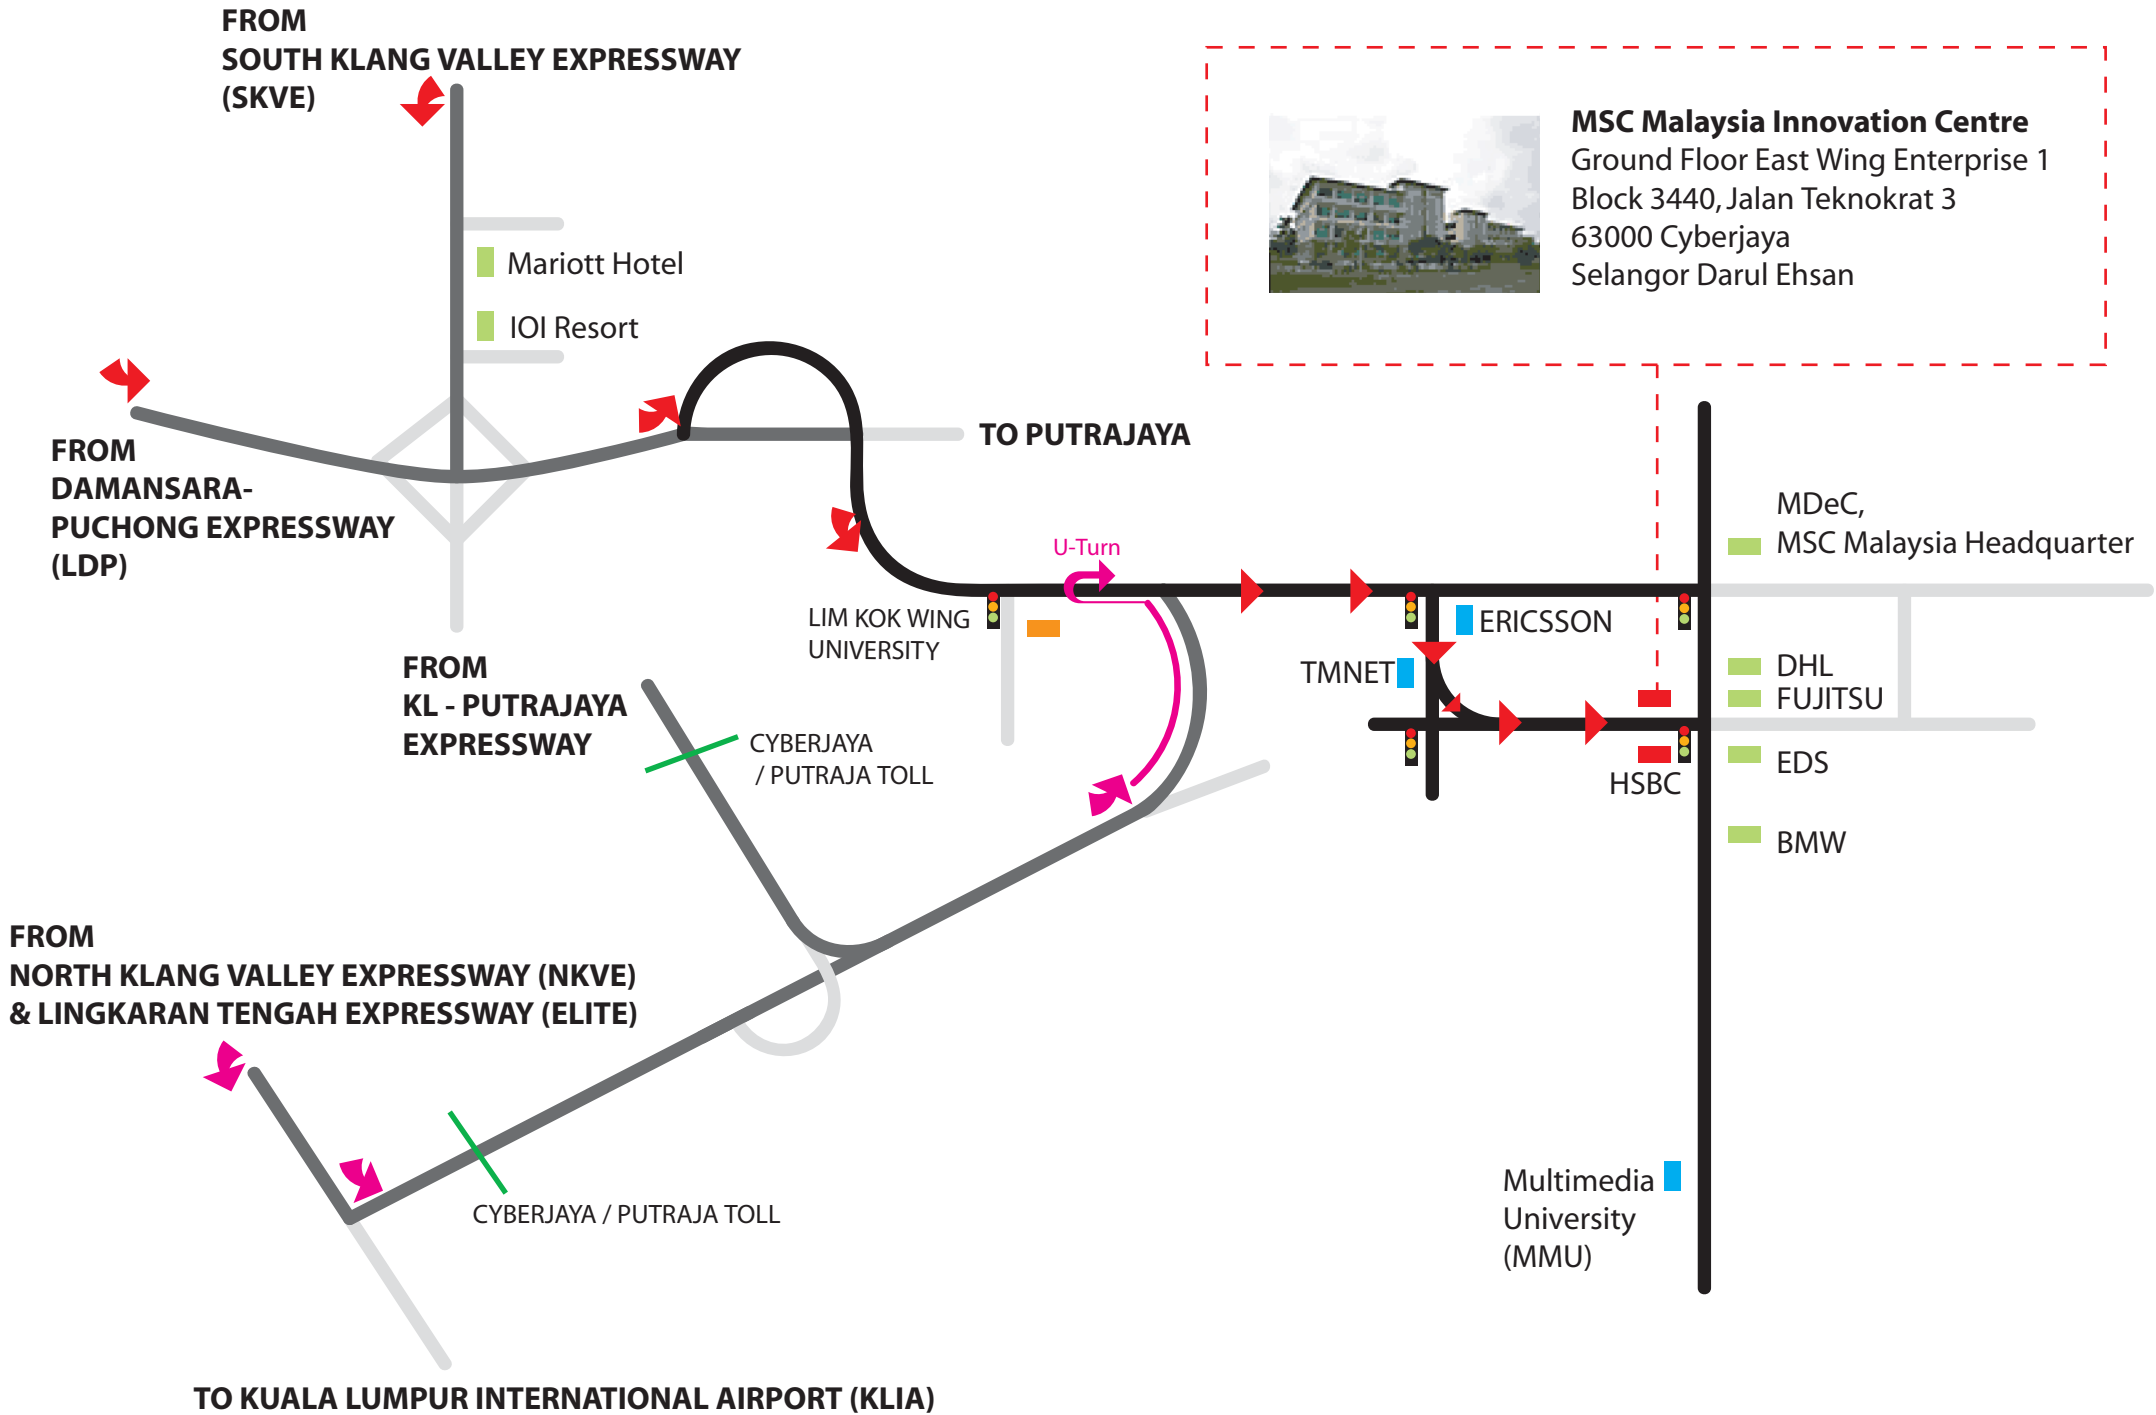 FROM
SOUTH KLANG VALLEY EXPRESSWAY
(SKVE)
MSC Malaysia Innovation Centre
Ground Floor East Wing Enterprise 1
Block 3440, Jalan Teknokrat 3
63000 Cyberjaya
Selangor Darul Ehsan
Mariott Hotel
IOI Resort
TO PUTRAJAYA
FROM
DAMANSARA-
PUCHONG EXPRESSWAY
(LDP)
MDeC,
MSC Malaysia Headquarter
U-Turn
LIM KOK WING
UNIVERSITY
ERICSSON
TMNET
DHL
FUJITSU
FROM
KL - PUTRAJAYA
EXPRESSWAY
CYBERJAYA
/ PUTRAJA TOLL
HSBC
EDS
BMW
FROM
NORTH KLANG VALLEY EXPRESSWAY (NKVE)
& LINGKARAN TENGAH EXPRESSWAY (ELITE)
CYBERJAYA / PUTRAJA TOLL
Multimedia
University
(MMU)
TO KUALA LUMPUR INTERNATIONAL AIRPORT (KLIA)